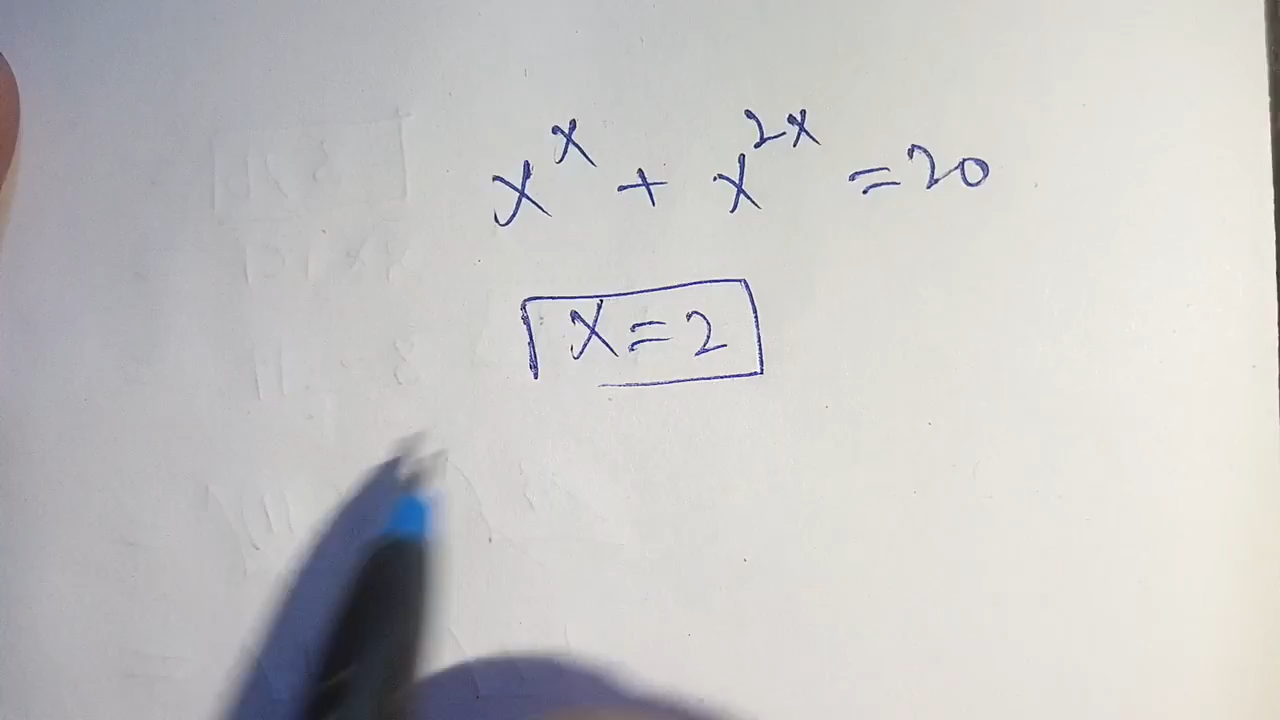 x^x + x^{2x} = 20
x = 2